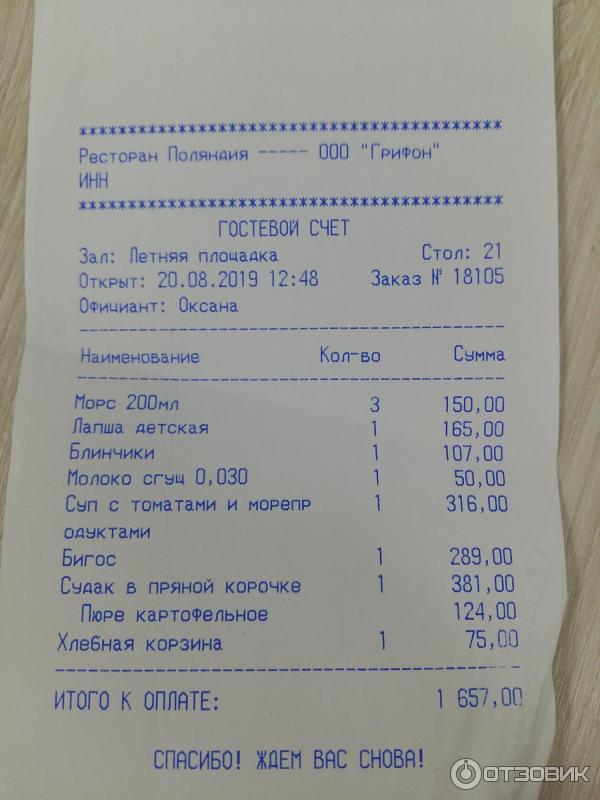 ******************************************
Ресторан Поляндия ----- ООО "Грифон"
ИНН
******************************************
ГОСТЕВОЙ СЧЕТ
Зал: Летняя площадка Стол: 21
Открыт: 20.08.2019 12:48 Заказ № 18105
Официант: Оксана
Наименование Кол-во Сумма
Морс 200мл 3 150,00
Лапша детская 1 165,00
Блинчики 1 107,00
Молоко сгущ 0,030 1 50,00
Суп с томатами и морепр 1 316,00
одуктами
Бигос 1 289,00
Судак в пряной корочке 1 381,00
Пюре картофельное 124,00
Хлебная корзина 1 75,00
ИТОГО К ОПЛАТЕ: 1 657,00
СПАСИБО! ЖДЕМ ВАС СНОВА!
ОТЗОВИК